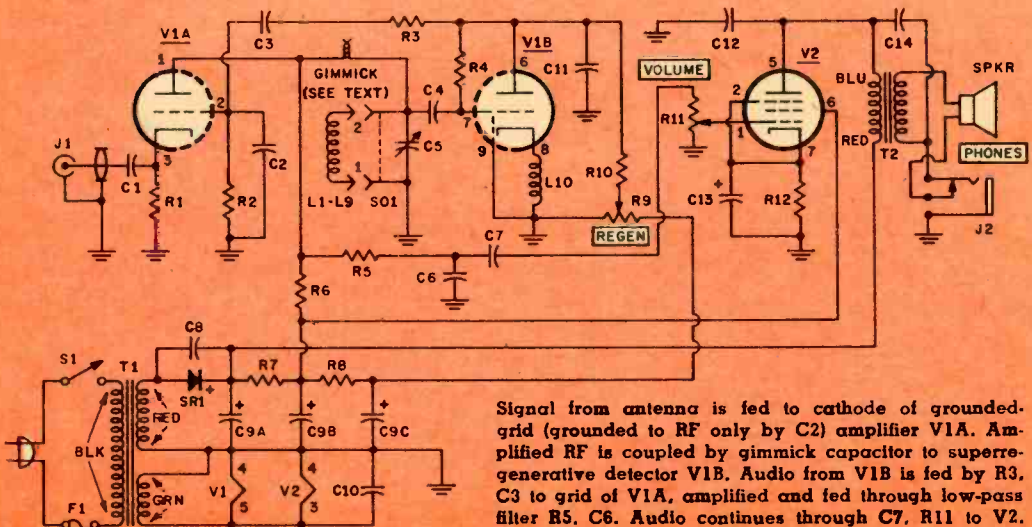 V1A
V1B
V2
C3
R3
C12
C14
GIMMICK
(SEE TEXT)
R4
C11
VOLUME
BLU
SPKR
1
6
5
2
C4
2
6
2
7
R11
1
RED
T2
PHONES
J1
3
C2
C5
9
8
R10
7
C1
1
L10
C13
R12
R1
R2
L1-L9
SO1
R9
REGEN
J2
C7
R5
C6
R6
C8
S1
T1
R7
R8
SR1
+
RED
+
+
+
+
C9A
C9B
C9C
BLK
GRN
4
4
V1
V2
C10
F1
5
3
Signal from antenna is fed to cathode of grounded-
grid (grounded to RF only by C2) amplifier V1A. Am-
plified RF is coupled by gimmick capacitor to superre-
generative detector V1B. Audio from V1B is fed by R3,
C3 to grid of V1A, amplified and fed through low-pass
filter R5, C6. Audio continues through C7, R11 to V2.